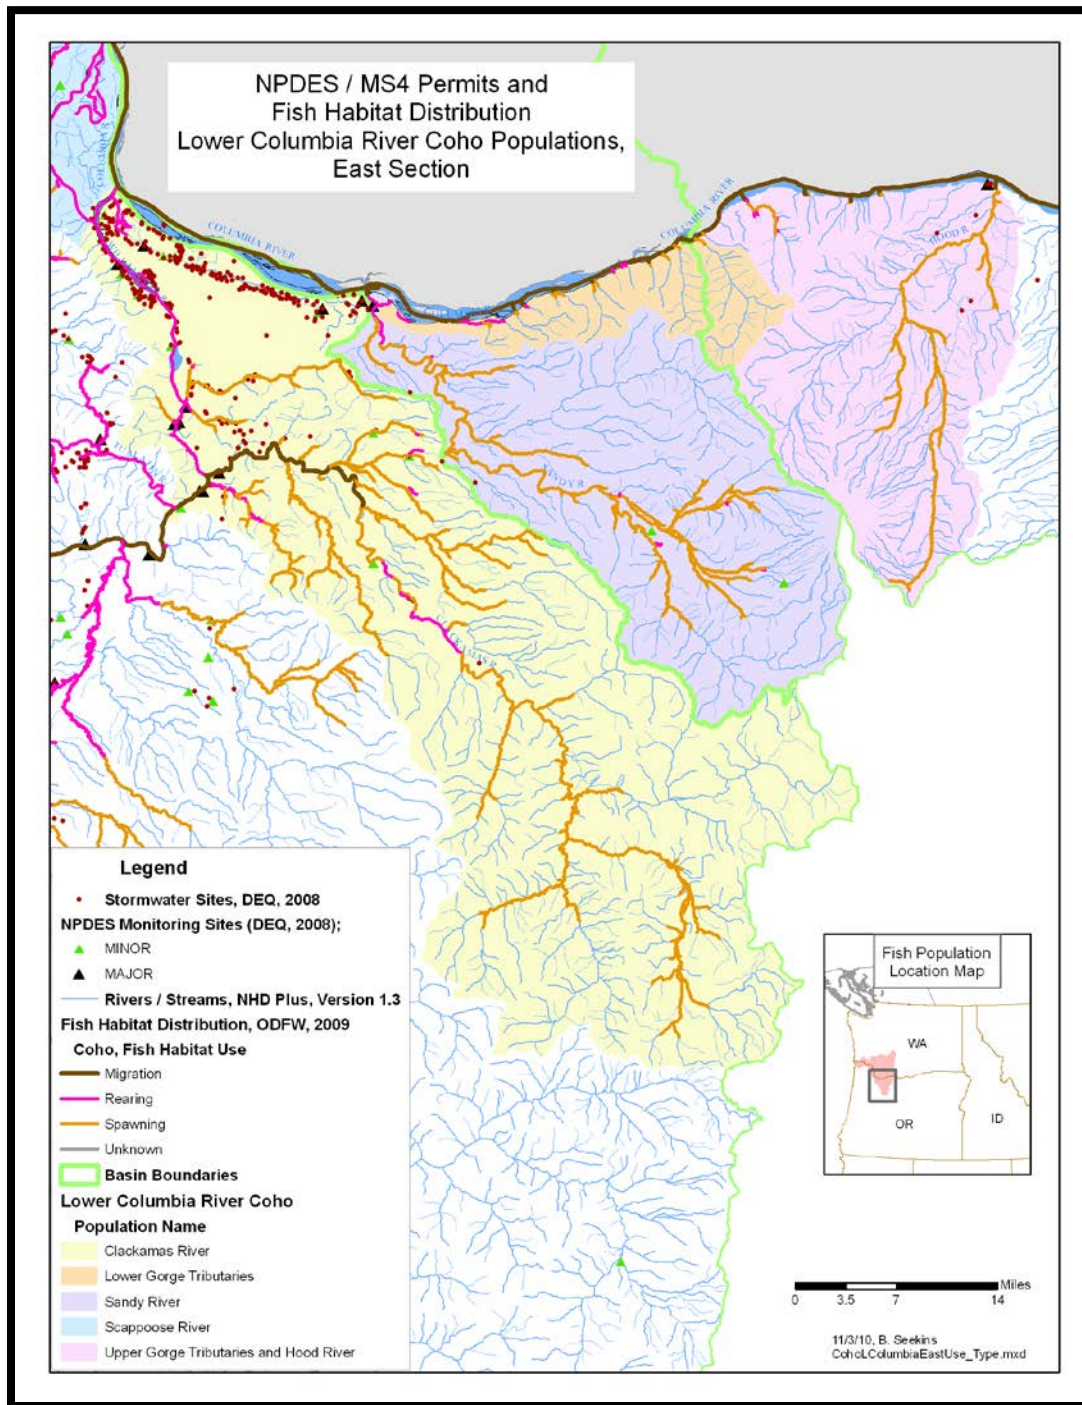 NPDES / MS4 Permits and
Fish Habitat Distribution
Lower Columbia River Coho Populations,
East Section
COLUMBIA RIVER
COLUMBIA RIVER
HOOD R
SANDY R
Legend
Stormwater Sites, DEQ, 2008
NPDES Monitoring Sites (DEQ, 2008);
MINOR
MAJOR
Rivers / Streams, NHD Plus, Version 1.3
Fish Habitat Distribution, ODFW, 2009
Coho, Fish Habitat Use
Migration
Rearing
Spawning
Unknown
Basin Boundaries
Lower Columbia River Coho
Population Name
Clackamas River
Lower Gorge Tributaries
Sandy River
Scappoose River
Upper Gorge Tributaries and Hood River
Fish Population
Location Map
WA
OR
ID
Miles
0 3.5 7 14
11/3/10, B. Seekins
CohoLColumbiaEastUse_Type.mxd